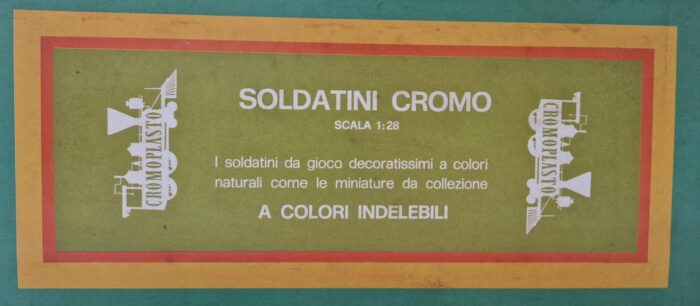 CROMOPLASTO
SOLDATINI CROMO
SCALA 1:28
I soldatini da gioco decoratissimi a colori
naturali come le miniature da collezione
A COLORI INDELEBILI
CROMOPLASTO